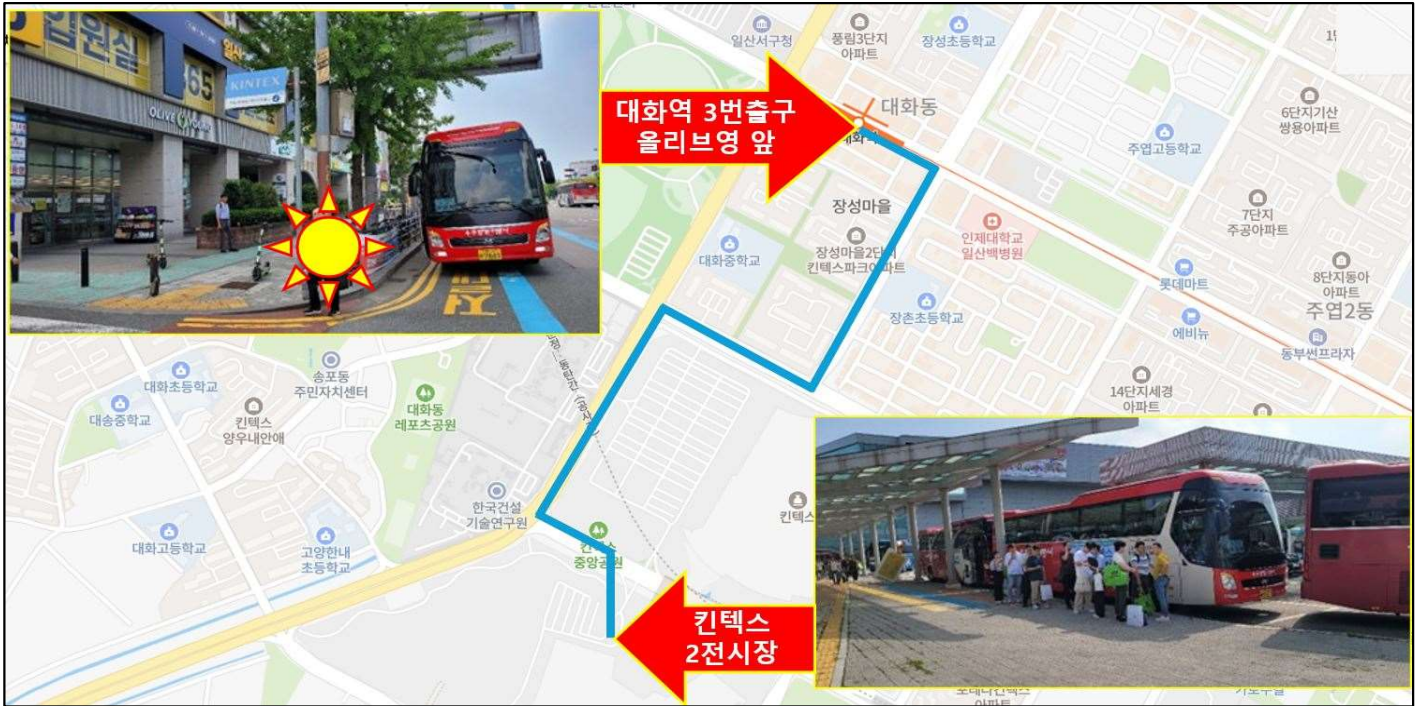 입원실
365
KINTEX
OLIVE YOUNG
대화역 3번출구
올리브영 앞
일산서구청
풍림3단지
아파트
장성초등학교
대화동
6단지기산
쌍용아파트
주엽고등학교
장성마을
7단지
주공아파트
인제대학교
일산백병원
대화중학교
장성마을2단지
킨텍스파크아파트
롯데마트
8단지동아
아파트
주엽2동
장촌초등학교
에비뉴
동부썬프라자
송포동
주민자치센터
대화초등학교
대화동
레포츠공원
대송중학교
킨텍스
양우내안애
14단지세경
아파트
한국건설
기술연구원
킨텍스
대화고등학교
고양한내
초등학교
킨텍스
중앙공원
킨텍스
2전시장